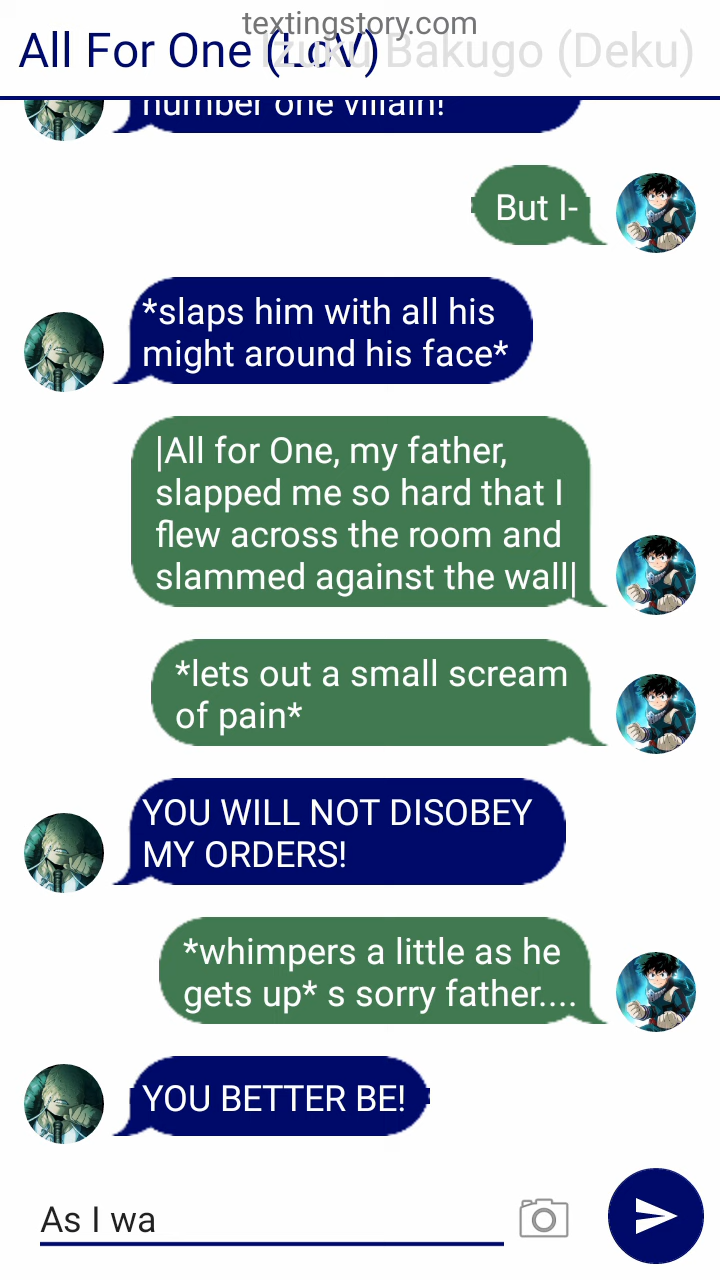 textingstory.com
All For One (LoV)
Izuku Bakugo (Deku)
number one villain!
But I-
*slaps him with all his
might around his face*
|All for One, my father,
slapped me so hard that I
flew across the room and
slammed against the wall|
*lets out a small scream
of pain*
YOU WILL NOT DISOBEY
MY ORDERS!
*whimpers a little as he
gets up* s sorry father....
YOU BETTER BE!
As I wa